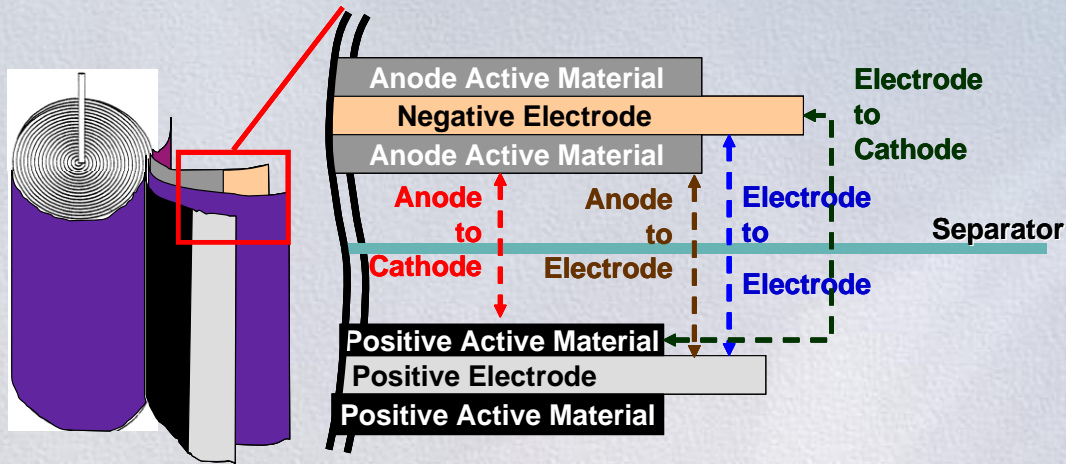 Anode Active Material
Negative Electrode
Anode Active Material
Electrode
to
Cathode
Anode
to
Cathode
Anode
to
Electrode
Electrode
to
Electrode
Separator
Positive Active Material
Positive Electrode
Positive Active Material